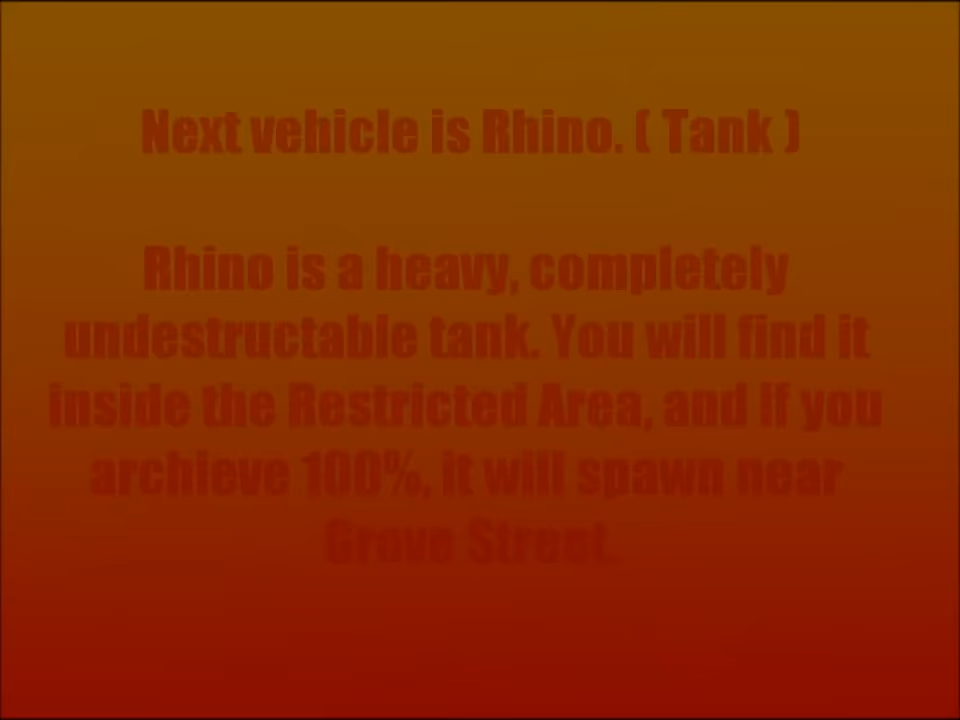 Next vehicle is Rhino. ( Tank )
Rhino is a heavy, completely
undestructable tank. You will find it
inside the Restricted Area, and if you
archieve 100%, it will spawn near
Grove Street.